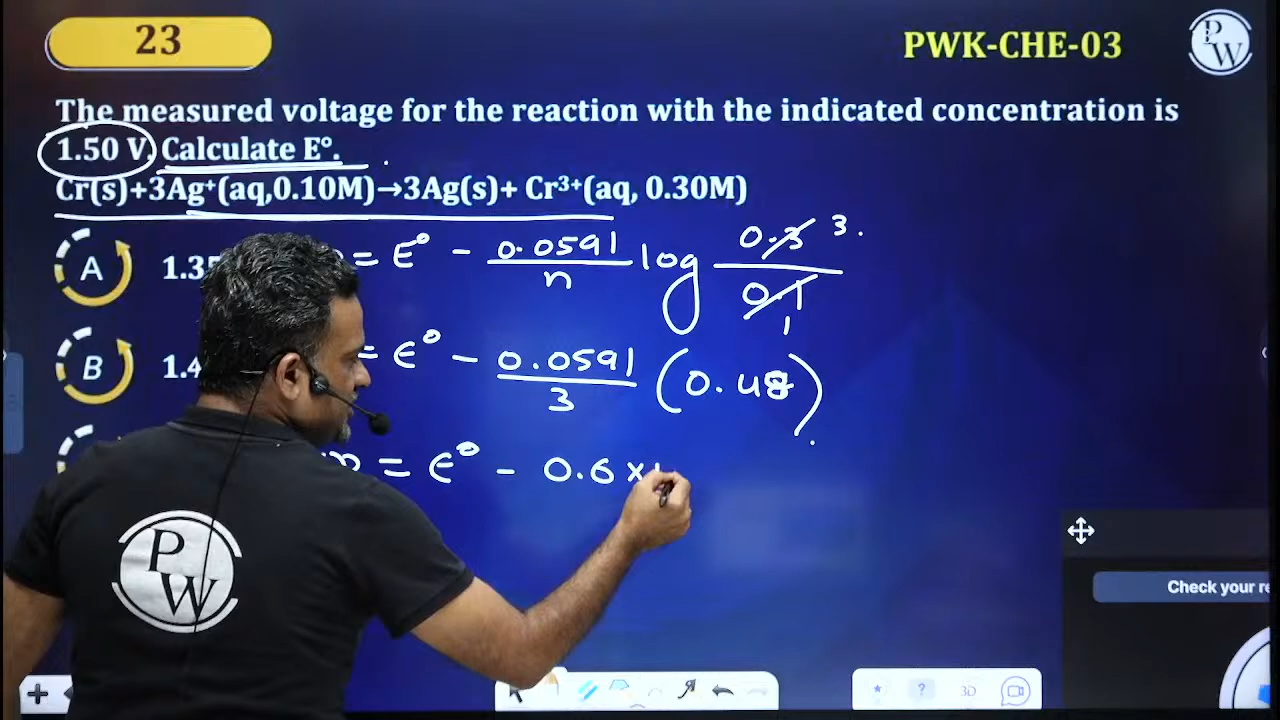 23
PWK-CHE-03
P
W
The measured voltage for the reaction with the indicated concentration is
1.50 V. Calculate E°.
Cr(s)+3Ag⁺(aq,0.10M)→3Ag(s)+ Cr³⁺(aq, 0.30M)
A 1.35
= E° - 0.0591/n log 0.3/0.1 3. 1
B 1.4
= E° - 0.0591/3 (0.48)
= E° - 0.6 x
P
W
Check your re
? 3D